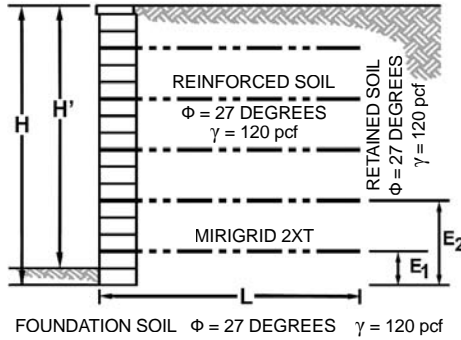 H
H'
REINFORCED SOIL
Φ = 27 DEGREES
γ = 120 pcf
RETAINED SOIL
Φ = 27 DEGREES
γ = 120 pcf
MIRIGRID 2XT
E1
E2
L
FOUNDATION SOIL Φ = 27 DEGREES γ = 120 pcf